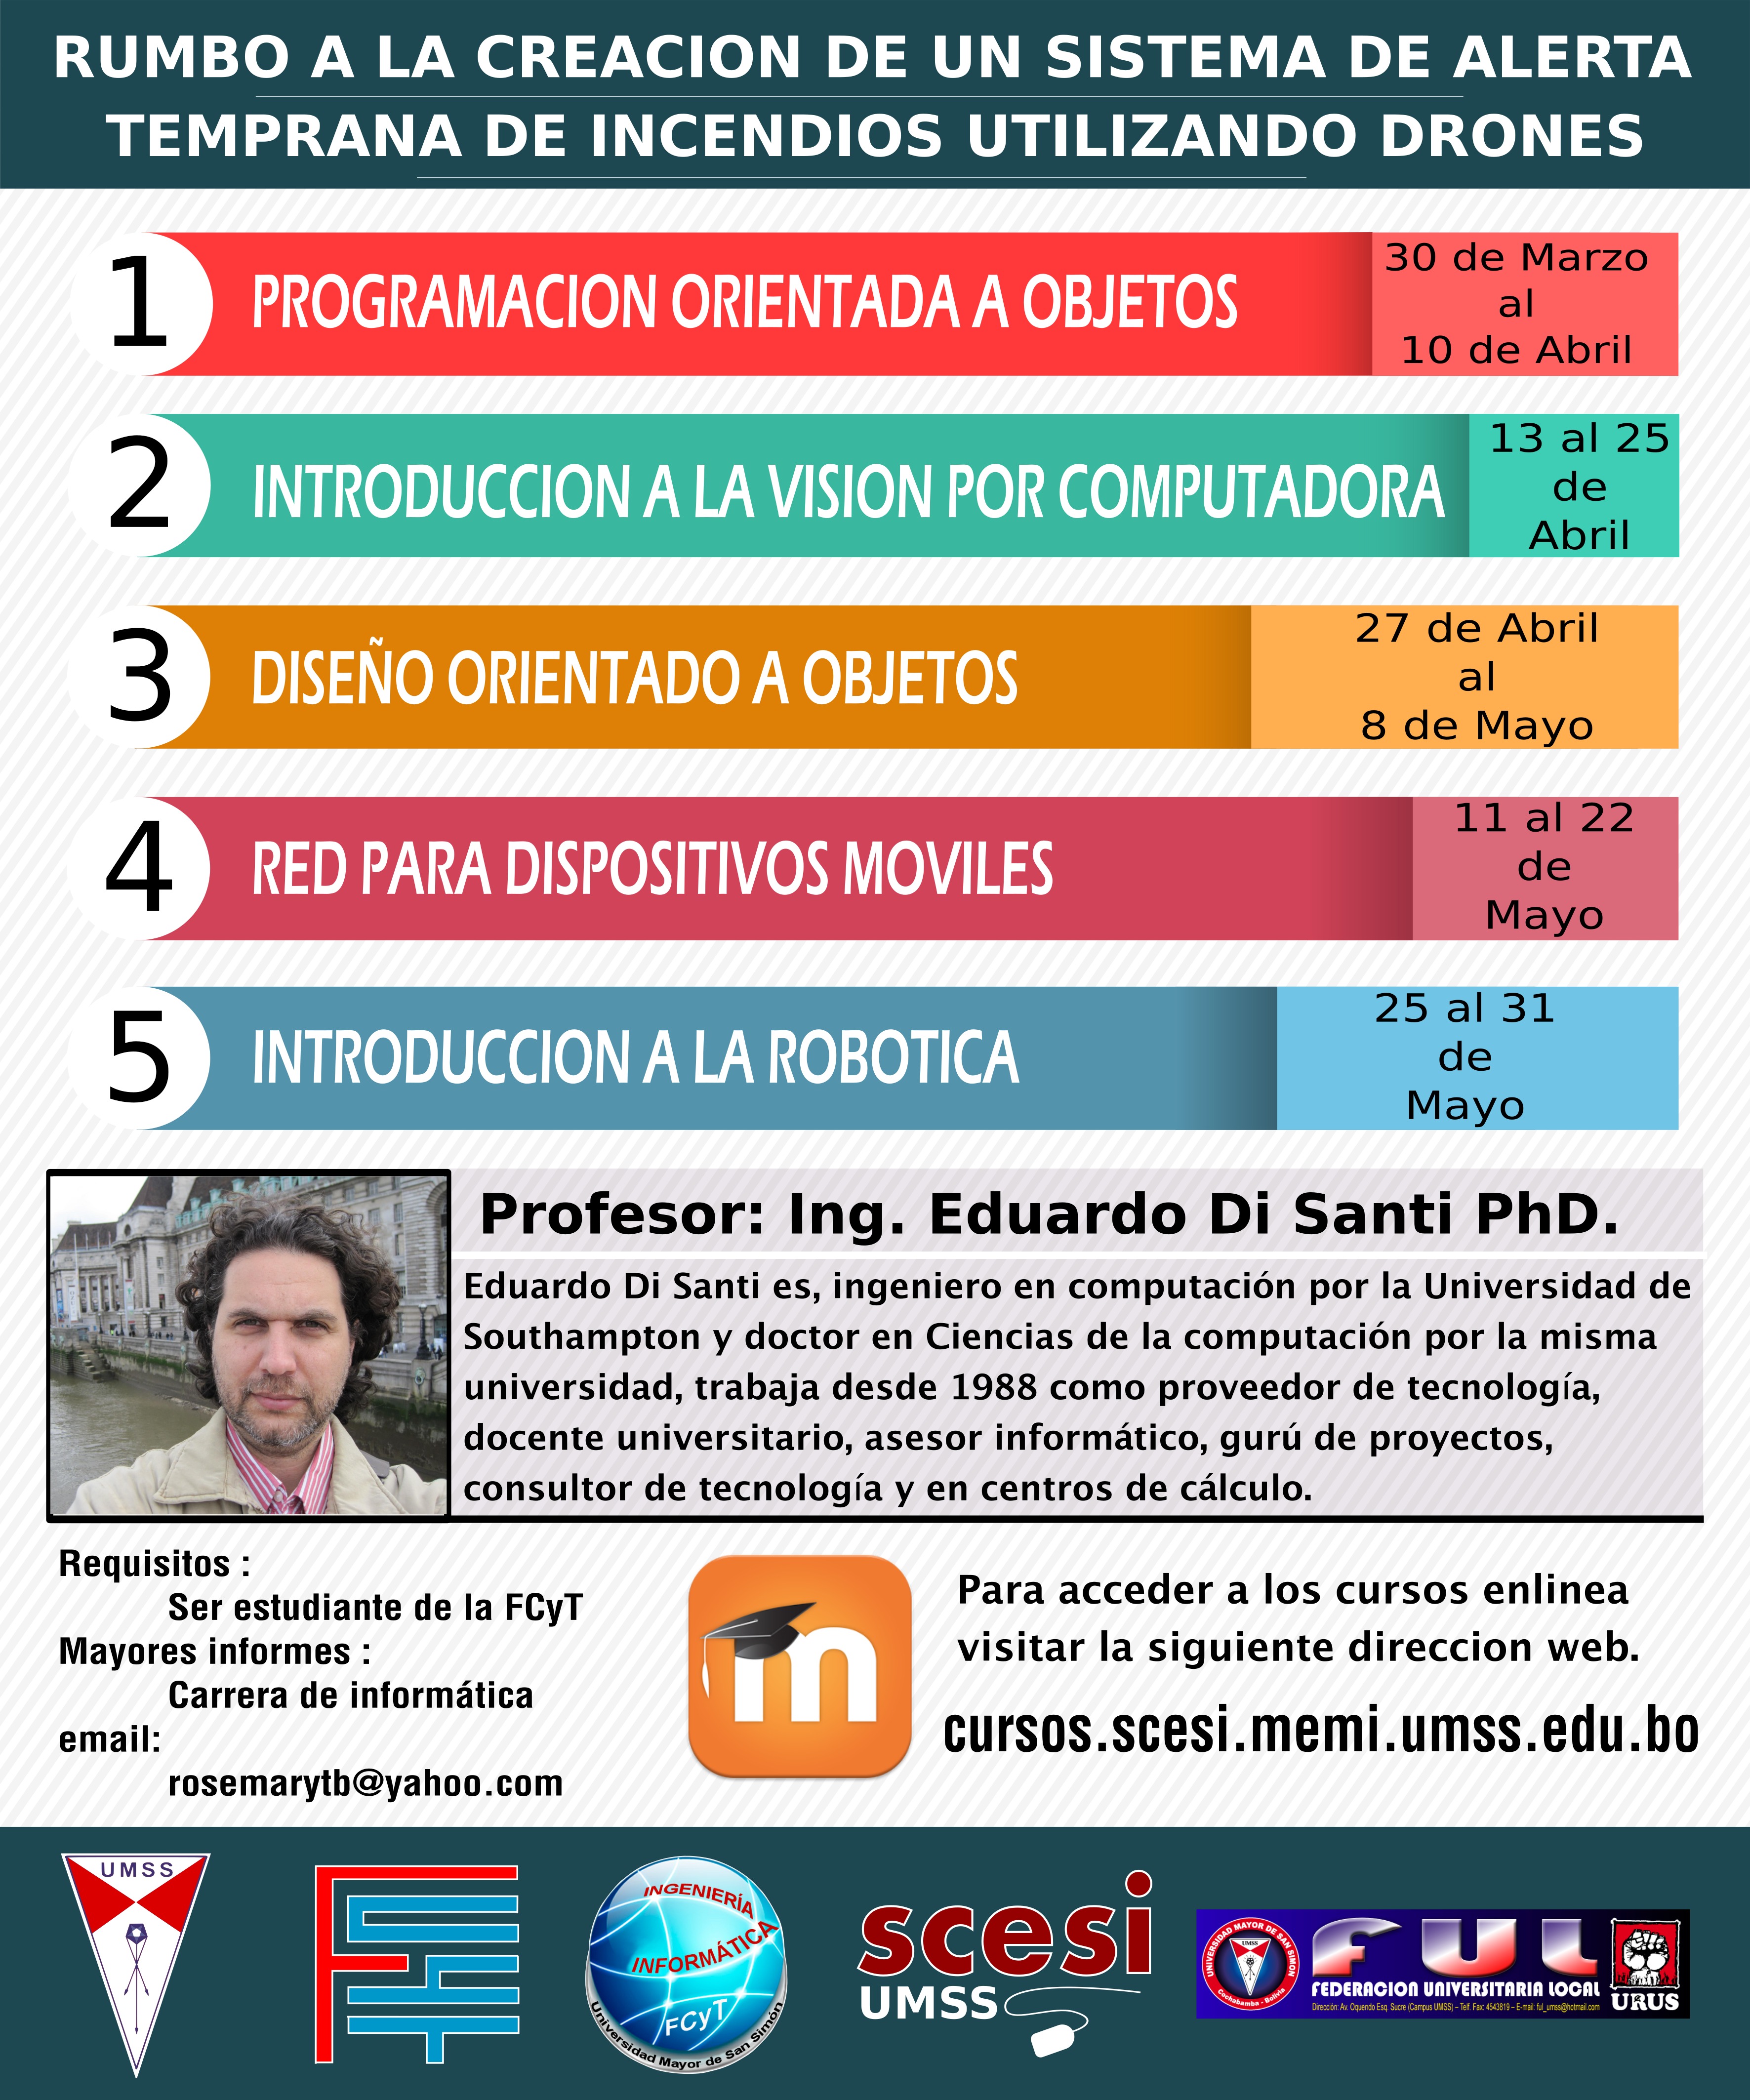 RUMBO A LA CREACION DE UN SISTEMA DE ALERTA
TEMPRANA DE INCENDIOS UTILIZANDO DRONES
1
PROGRAMACION ORIENTADA A OBJETOS
30 de Marzo
al
10 de Abril
2
INTRODUCCION A LA VISION POR COMPUTADORA
13 al 25
de
Abril
3
DISEÑO ORIENTADO A OBJETOS
27 de Abril
al
8 de Mayo
4
RED PARA DISPOSITIVOS MOVILES
11 al 22
de
Mayo
5
INTRODUCCION A LA ROBOTICA
25 al 31
de
Mayo
Profesor: Ing. Eduardo Di Santi PhD.
Eduardo Di Santi es, ingeniero en computación por la Universidad de
Southampton y doctor en Ciencias de la computación por la misma
universidad, trabaja desde 1988 como proveedor de tecnología,
docente universitario, asesor informático, gurú de proyectos,
consultor de tecnología y en centros de cálculo.
Requisitos :
Ser estudiante de la FCyT
Mayores informes :
Carrera de informática
email:
rosemarytb@yahoo.com
m
Para acceder a los cursos enlinea
visitar la siguiente direccion web.
cursos.scesi.memi.umss.edu.bo
UMSS
INGENIERÍA
INFORMÁTICA
FCyT
Universidad Mayor de San Simón
scesi
UMSS
UNIVERSIDAD MAYOR DE SAN SIMON
UMSS
Cochabamba - Bolivia
FUL
FEDERACION UNIVERSITARIA LOCAL
Dirección: Av. Oquendo Esq. Sucre (Campus UMSS) – Telf. Fax: 4543819 – E-mail: ful_umss@hotmail.com
URUS